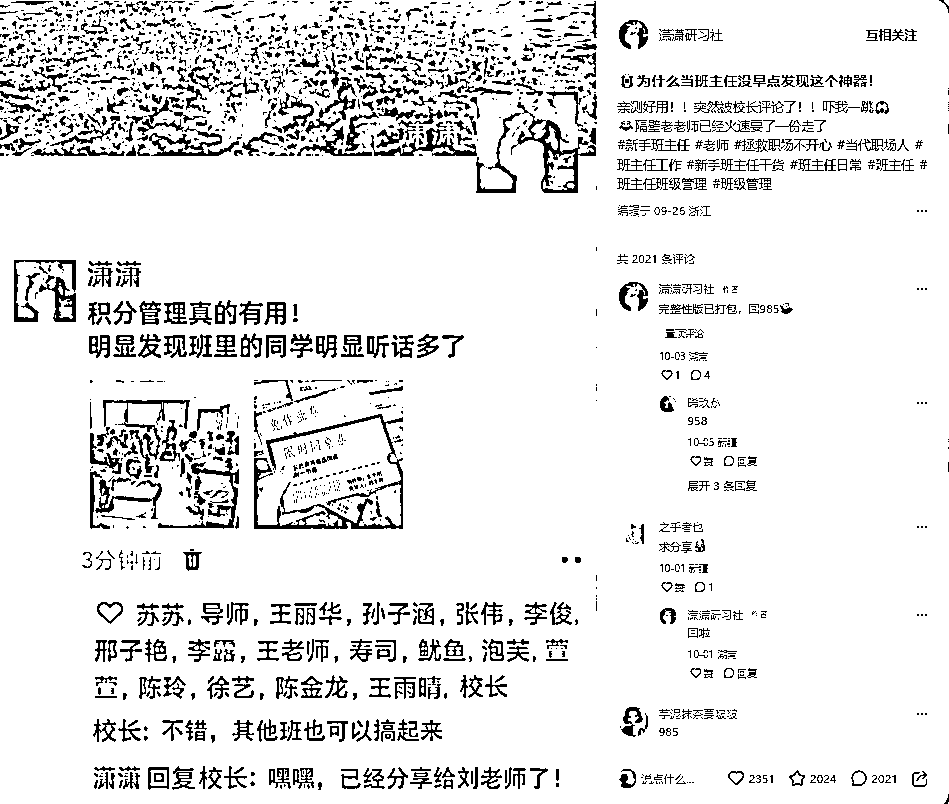 潇潇
潇潇
积分管理真的有用！
明显发现班里的同学明显听话多了
免作业卡
3分钟前
苏苏, 导师, 王丽华, 孙子涵, 张伟, 李俊,
邢子艳, 李露, 王老师, 寿司, 鱿鱼, 泡芙, 萱
萱, 陈玲, 徐艺, 陈金龙, 王雨晴, 校长
校长: 不错，其他班也可以搞起来
潇潇回复校长: 嘿嘿，已经分享给刘老师了！
潇潇研习社
互相关注
为什么当班主任没早点发现这个神器！
亲测好用！！突然被校长评论了！！吓我一跳
隔壁老老师已经火速要了一份走了
#新手班主任 #老师 #拯救职场不开心 #当代职场人 #
班主任工作 #新手班主任干货 #班主任日常 #班主任 #
班主任班级管理 #班级管理
编辑于 09-26 浙江
共 2021 条评论
潇潇研习社 作者
完整性版已打包，回985
置顶评论
10-03 湖南
1 4
958
10-05 新疆
赞 回复
展开 3 条回复
之乎者也
求分享
10-01 新疆
赞 1
潇潇研习社 作者
回啦
10-01 湖南
赞 回复
985
说点什么...
2351 2024 2021